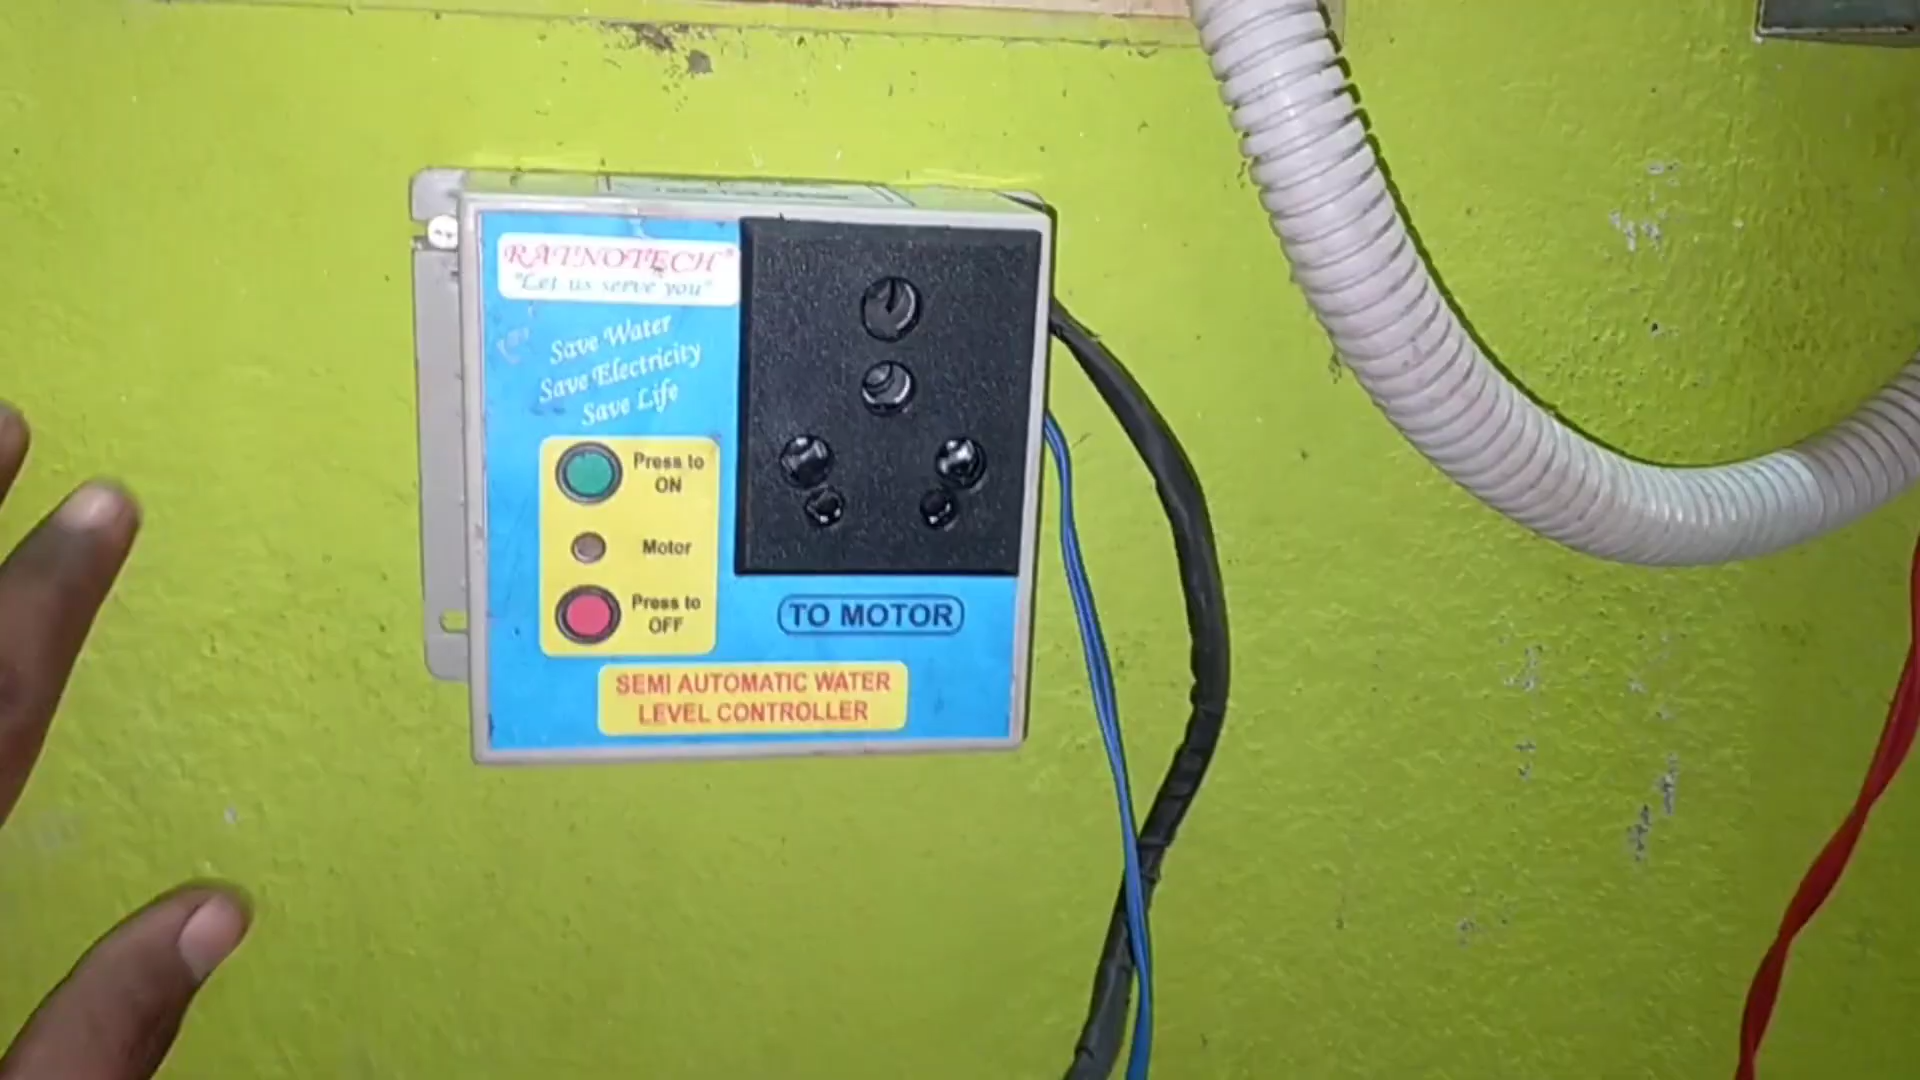 RATNOTECH®
"Let us serve you"
Save Water
Save Electricity
Save Life
Press to
ON
Motor
Press to
OFF
TO MOTOR
SEMI AUTOMATIC WATER
LEVEL CONTROLLER